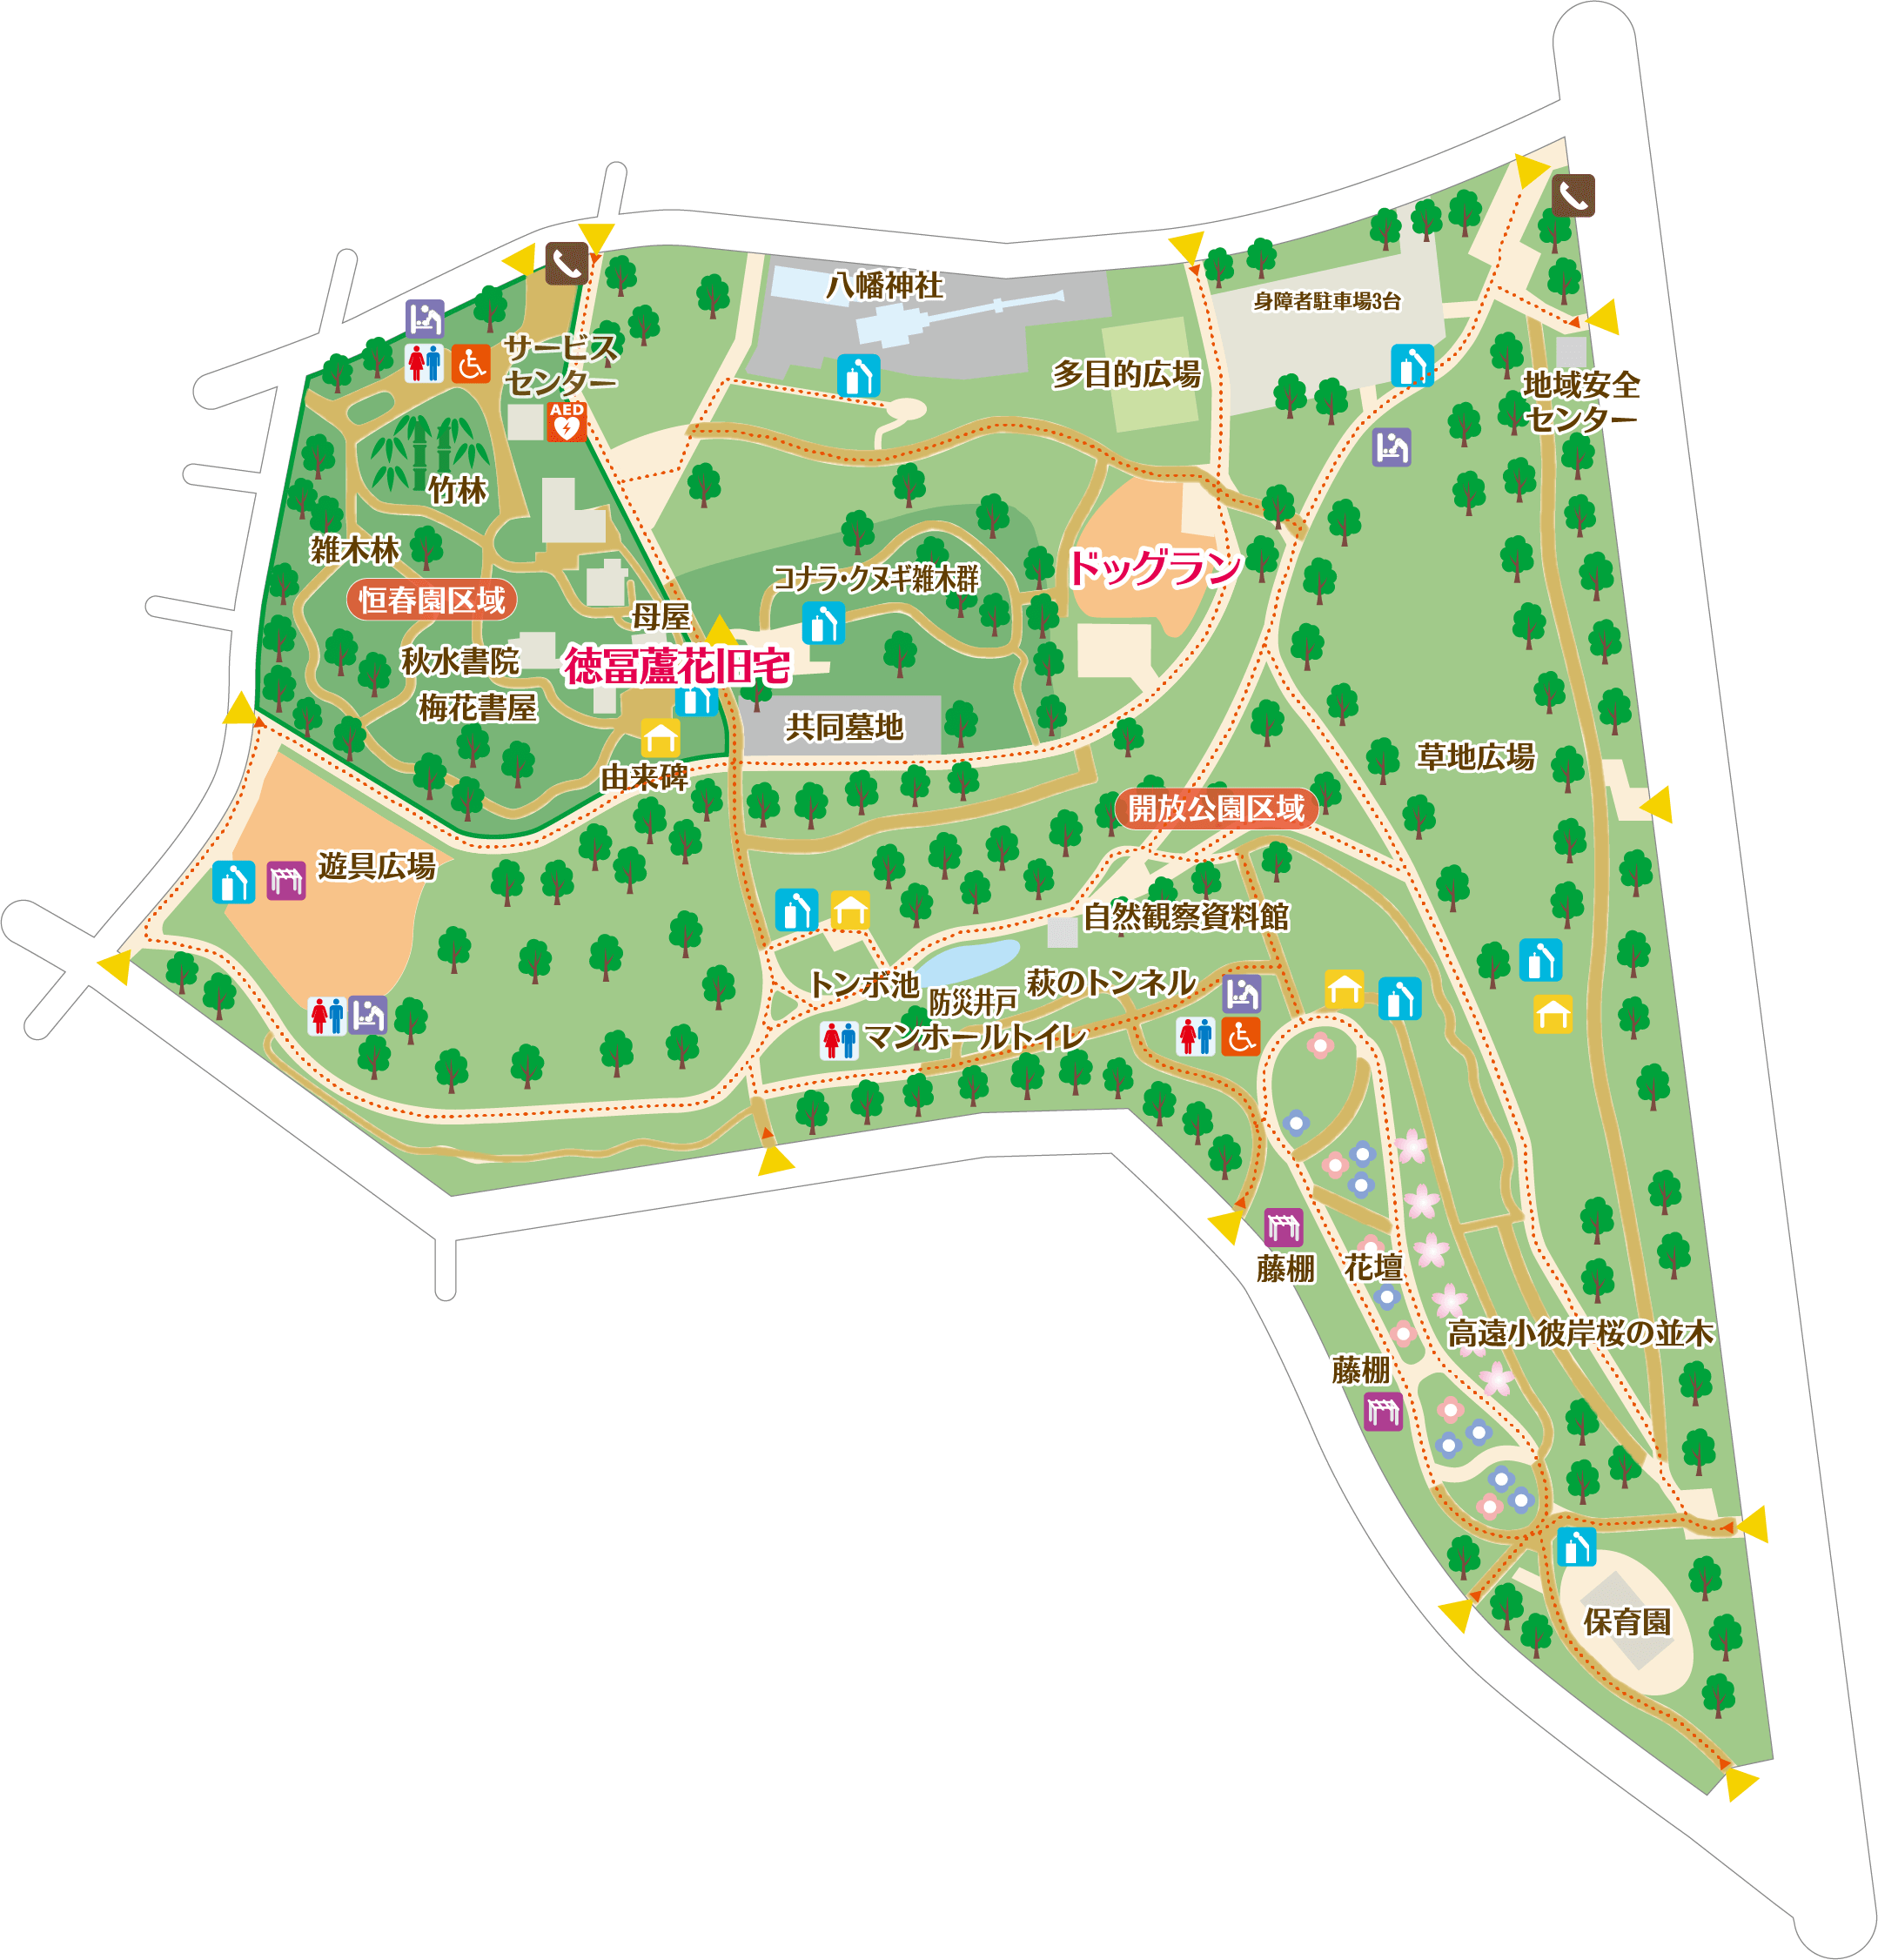 八幡神社
身障者駐車場3台
サービス
センター
多目的広場
地域安全
センター
AED
竹林
雑木林
ドッグラン
コナラ・クヌギ雑木群
恒春園区域
母屋
秋水書院
徳冨蘆花旧宅
梅花書屋
共同墓地
草地広場
由来碑
開放公園区域
遊具広場
自然観察資料館
トンボ池
萩のトンネル
防災井戸
マンホールトイレ
藤棚
花壇
高遠小彼岸桜の並木
藤棚
保育園